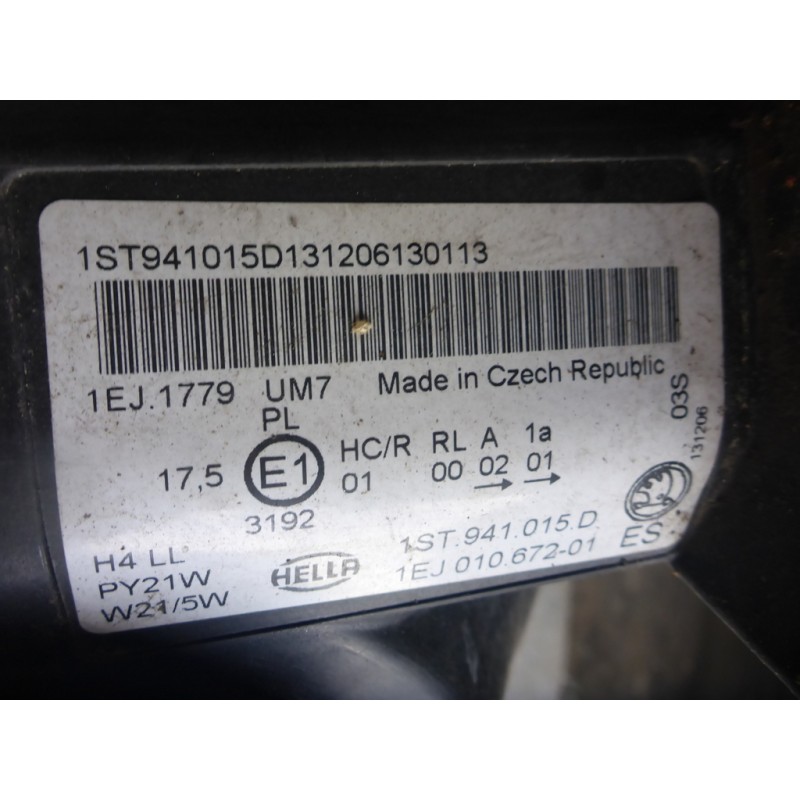 1ST941015D131206130113
1EJ.1779 UM7 Made in Czech Republic
PL
03S
131206
17,5 E1 HC/R RL A 1a
01 00 02 01
3192
H4 LL
PY21W
W21/5W
HELLA
1ST.941.015.D
1EJ 010.672-01
ES